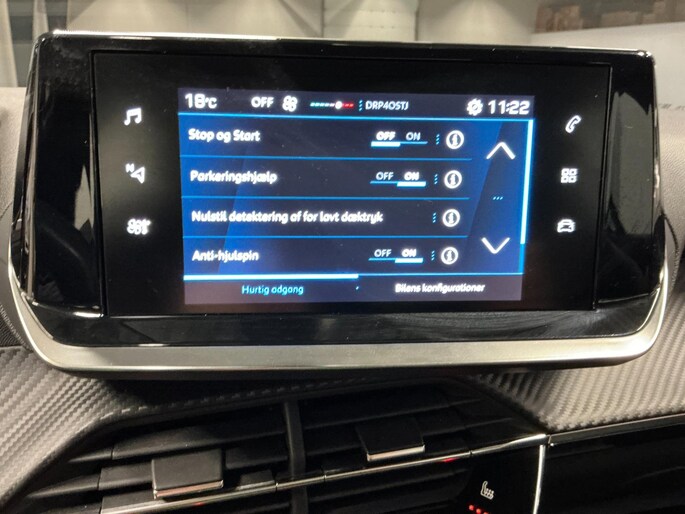 18°C OFF DRP4OSTJ 11:22
Stop og Start OFF ON
Parkeringshjælp OFF ON
Nulstil detektering af for lavt dæktryk
Anti-hjulspin OFF ON
Hurtig adgang Bilens konfigurationer
N